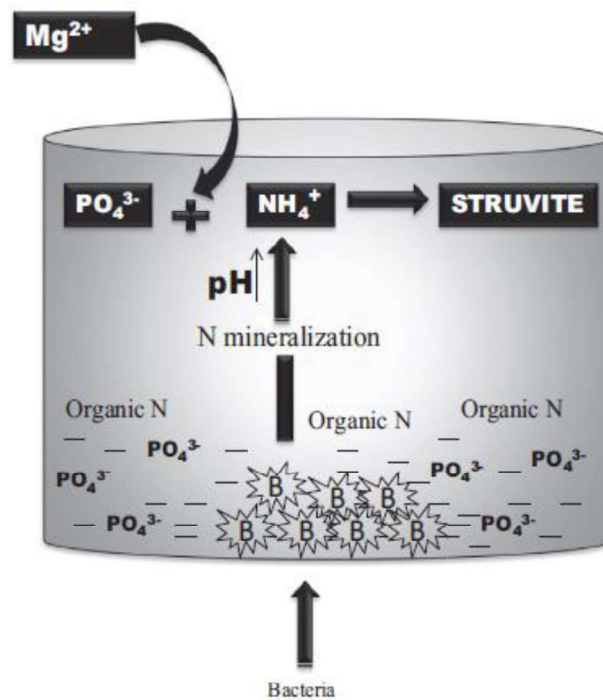 Mg²⁺
PO₄³⁻ + NH₄⁺ STRUVITE
pH
N mineralization
Organic N
Organic N
Organic N
PO₄³⁻
PO₄³⁻
PO₄³⁻
PO₄³⁻
B
B
B
PO₄³⁻
B
B
B
B
PO₄³⁻
Bacteria